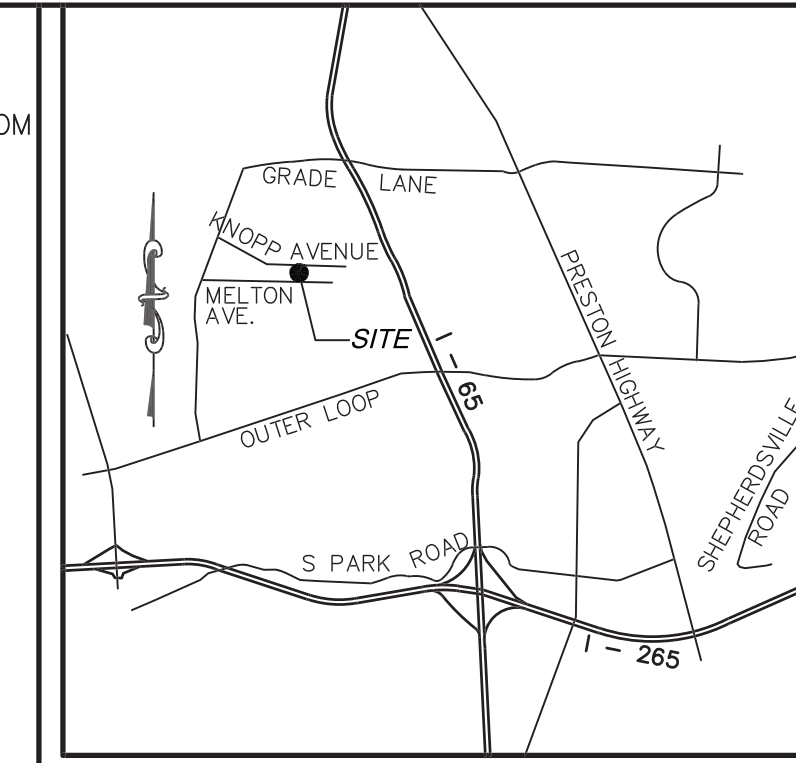 OM
GRADE LANE
KNOPP AVENUE
MELTON
AVE.
SITE
PRESTON HIGHWAY
I - 65
OUTER LOOP
SHEPHERDSVILLE
ROAD
S PARK ROAD
I - 265